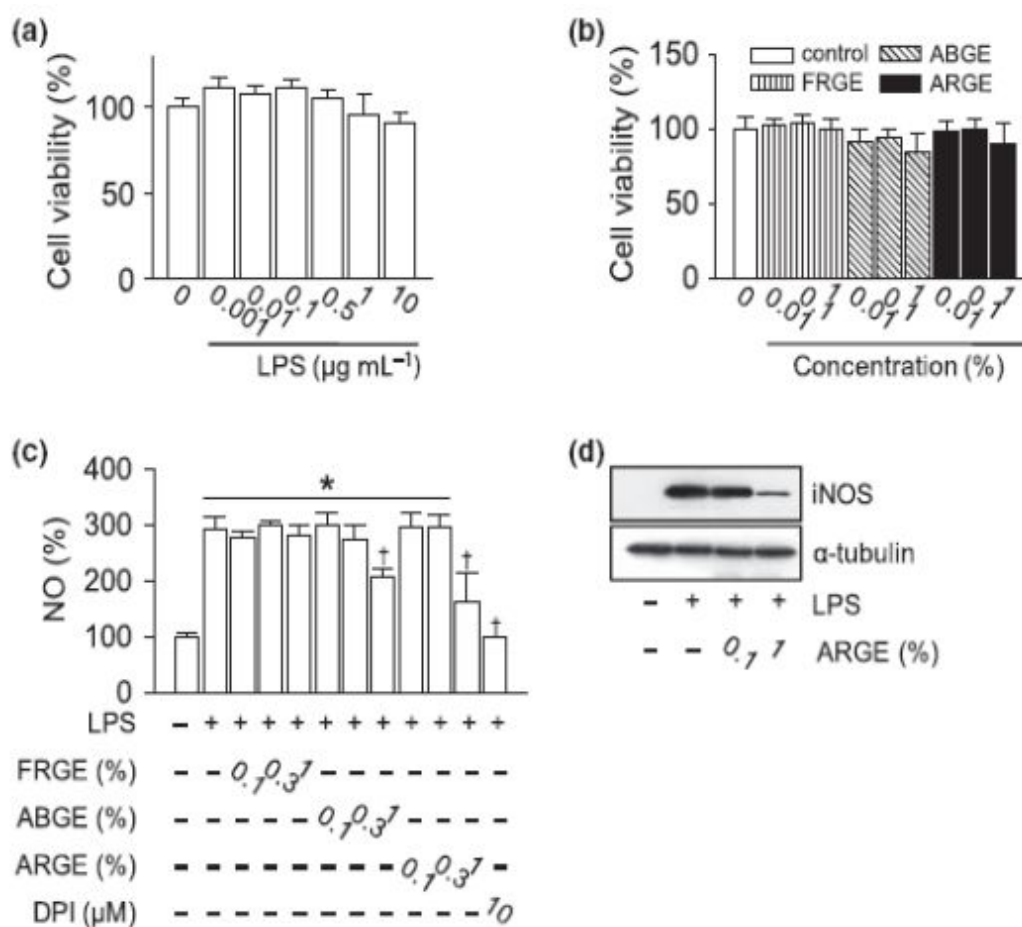 (a)
Cell viability (%)
100
50
0
0 0.001 0.01 0.1 0.5 1 10
LPS (µg mL⁻¹)
(b)
Cell viability (%)
150
100
50
0
control ABGE
FRGE ARGE
0 0.01 0.1 1 0.01 0.1 1 0.01 0.1 1
Concentration (%)
(c)
NO (%)
400
300
200
100
0
*
† † †
LPS – + + + + + + + + + + +
FRGE (%) – – 0.1 0.3 1 – – – – – – –
ABGE (%) – – – – – 0.1 0.3 1 – – – –
ARGE (%) – – – – – – – – 0.1 0.3 1 –
DPI (µM) – – – – – – – – – – – 10
(d)
iNOS
α-tubulin
– + + + LPS
– – 0.1 1 ARGE (%)